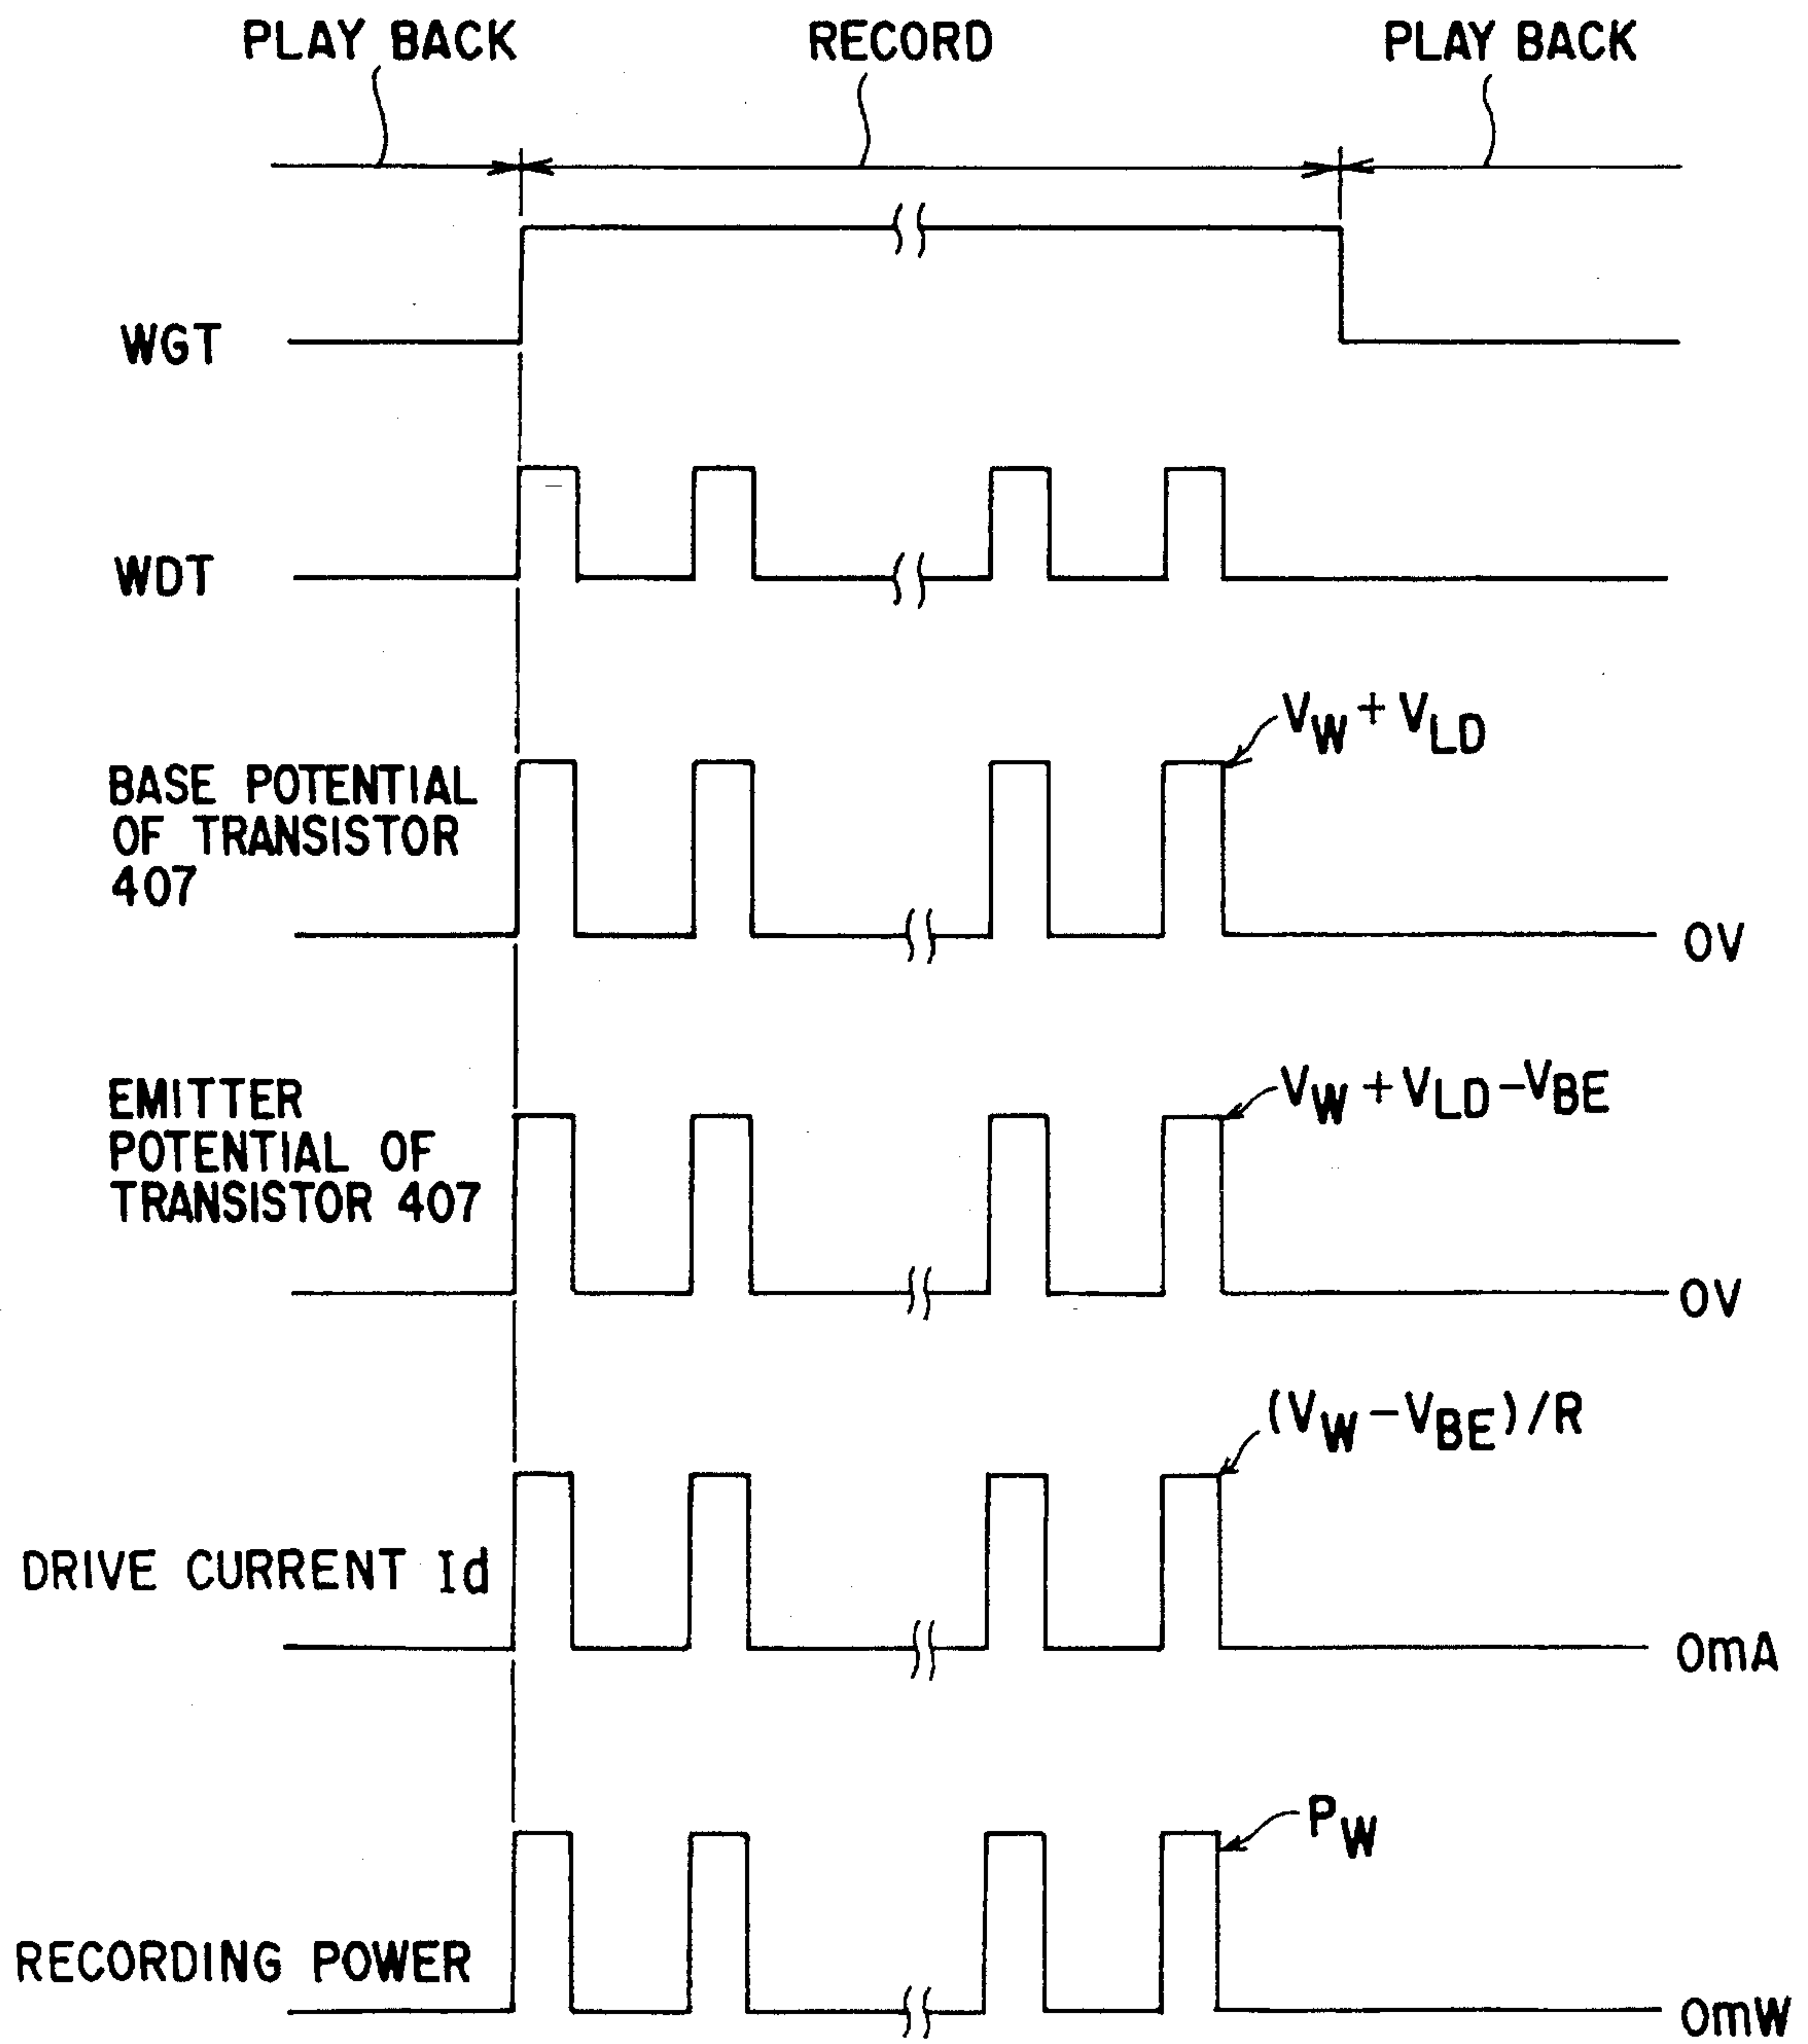 PLAY BACK RECORD PLAY BACK
WGT
WDT
VW + VLD
BASE POTENTIAL
OF TRANSISTOR
407
0V
VW + VLD - VBE
EMITTER
POTENTIAL OF
TRANSISTOR 407
0V
(VW - VBE)/R
DRIVE CURRENT Id
0mA
PW
RECORDING POWER
0mW